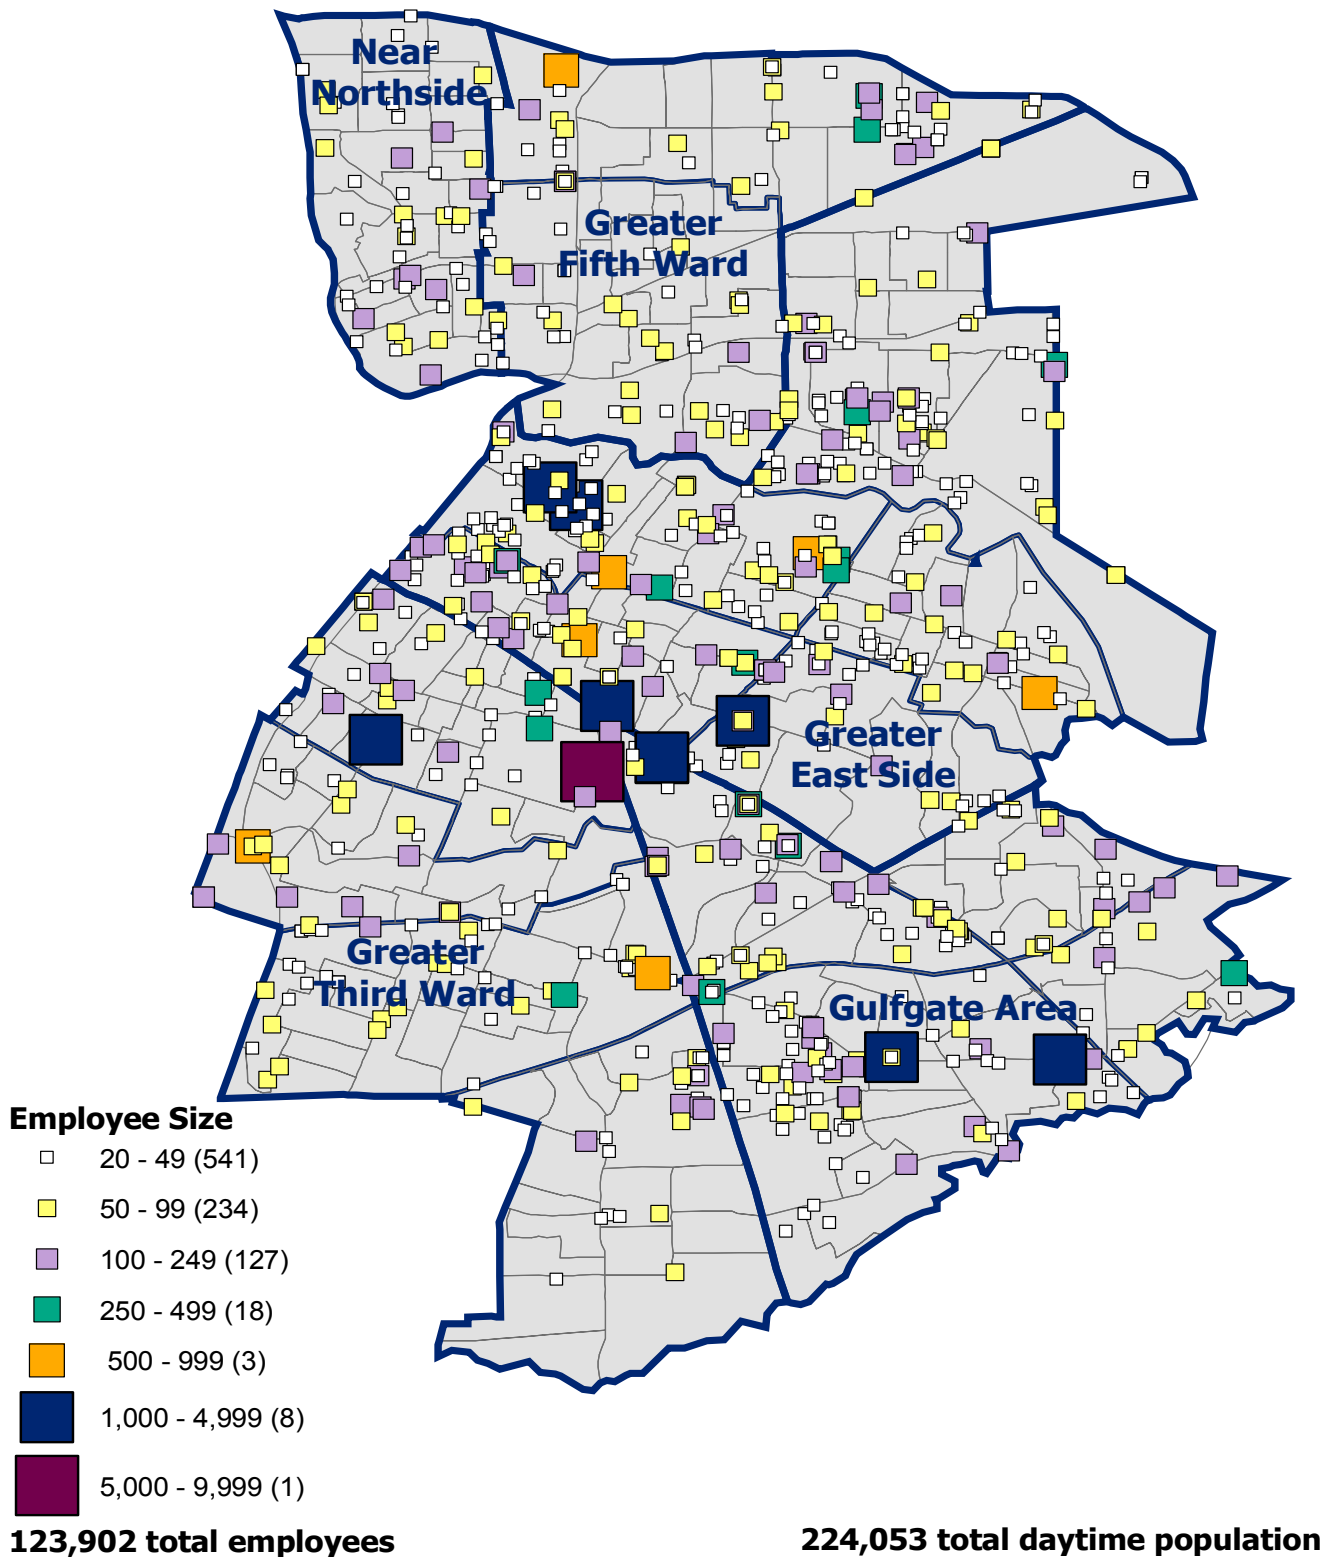 Near
Northside
Greater
Fifth Ward
Greater
East Side
Greater
Third Ward
Gulfgate Area
Employee Size
20 - 49 (541)
50 - 99 (234)
100 - 249 (127)
250 - 499 (18)
500 - 999 (3)
1,000 - 4,999 (8)
5,000 - 9,999 (1)
123,902 total employees
224,053 total daytime population